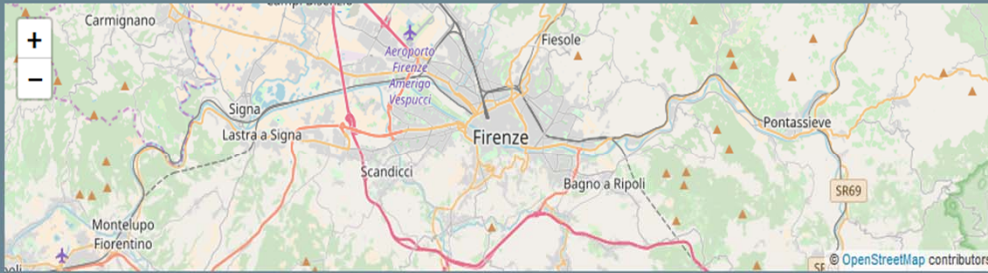 Carmignano
+
−
Aeroporto
Firenze
Amerigo
Vespucci
Fiesole
Signa
Lastra a Signa
Firenze
Pontassieve
Scandicci
Bagno a Ripoli
SR69
Montelupo
Fiorentino
© OpenStreetMap contributors